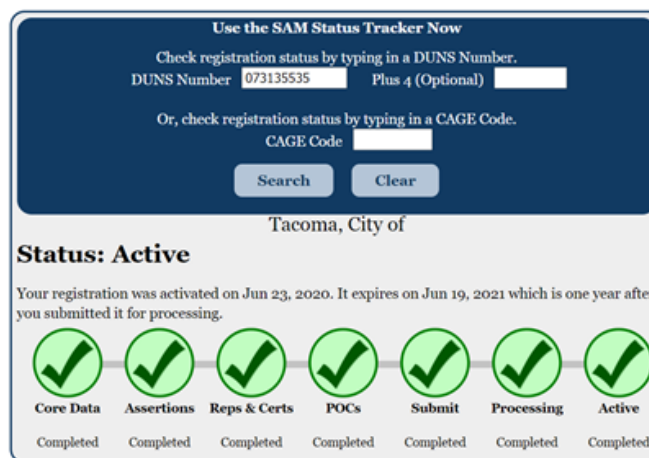 Use the SAM Status Tracker Now
Check registration status by typing in a DUNS Number.
DUNS Number 073135535 Plus 4 (Optional)
Or, check registration status by typing in a CAGE Code.
CAGE Code
Search Clear
Tacoma, City of
Status: Active
Your registration was activated on Jun 23, 2020. It expires on Jun 19, 2021 which is one year afte
you submitted it for processing.
Core Data Assertions Reps & Certs POCs Submit Processing Active
Completed Completed Completed Completed Completed Completed Completed